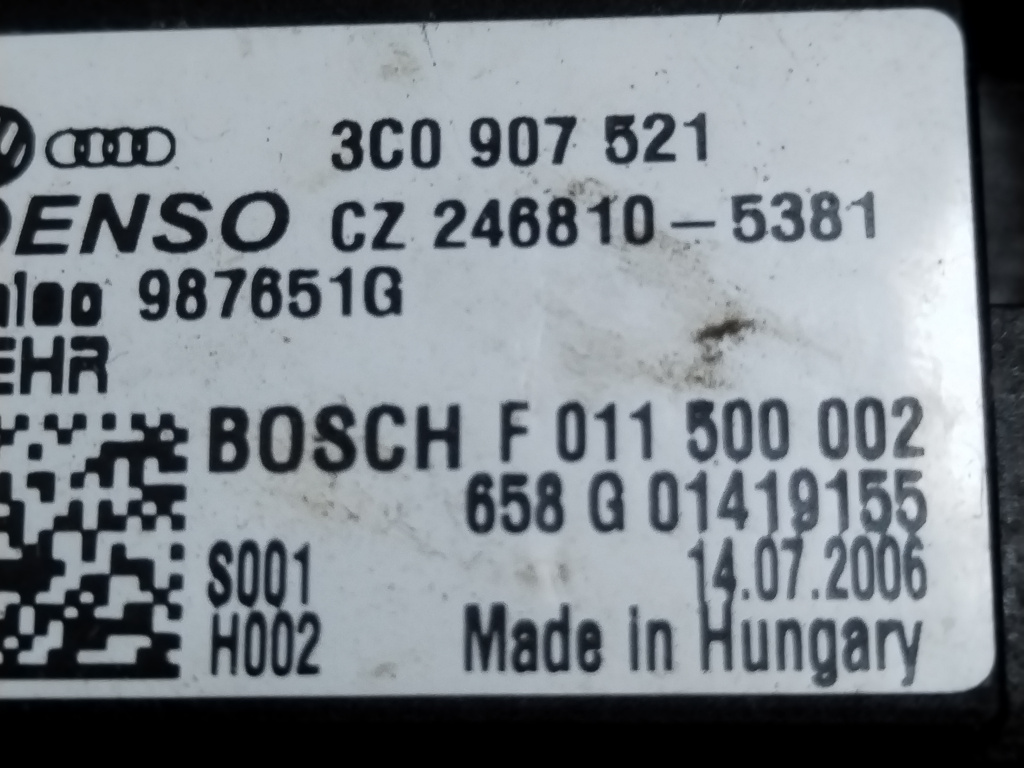 3C0 907 521
DENSO CZ 246810-5381
987651G
EHR
BOSCH F 011 500 002
658 G 01419155
S001
14.07.2006
H002
Made in Hungary